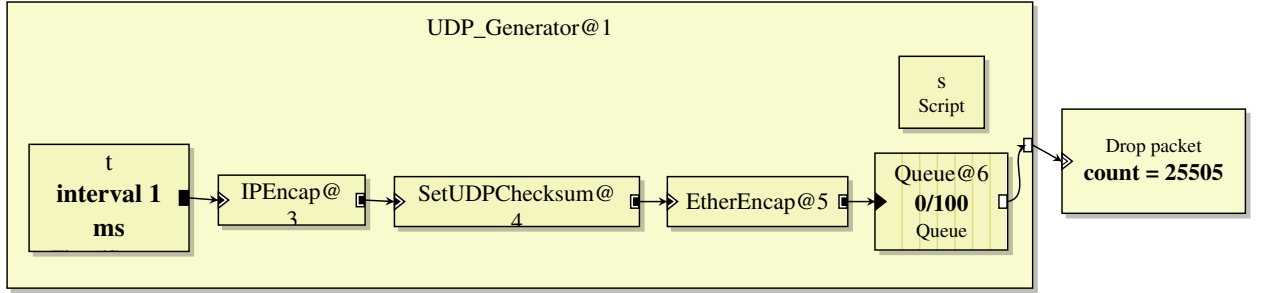 UDP_Generator@1
s
Script
t
interval 1
ms
IPEncap@
3
SetUDPChecksum@
4
EtherEncap@5
Queue@6
0/100
Queue
Drop packet
count = 25505